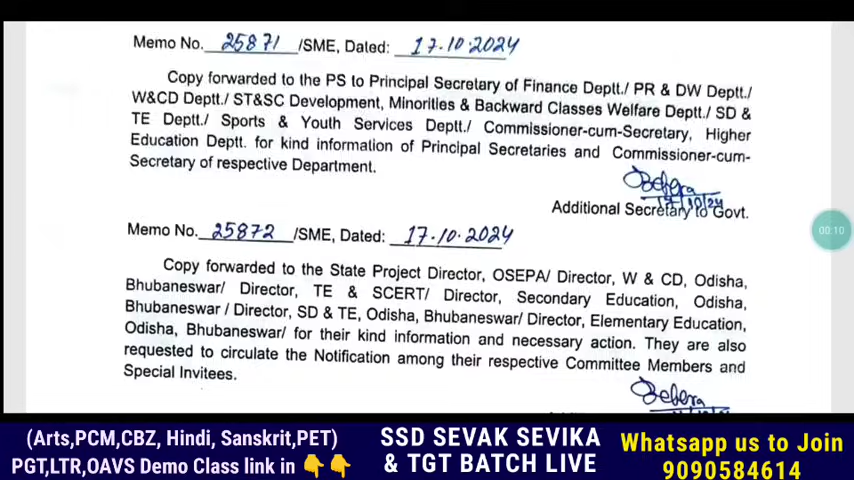 Memo No. 25871 /SME, Dated: 17.10.2024
Copy forwarded to the PS to Principal Secretary of Finance Deptt./ PR & DW Deptt./
W&CD Deptt./ ST&SC Development, Minorities & Backward Classes Welfare Deptt./ SD &
TE Deptt./ Sports & Youth Services Deptt./ Commissioner-cum-Secretary, Higher
Education Deptt. for kind information of Principal Secretaries and Commissioner-cum-
Secretary of respective Department.
17/10/24
Additional Secretary to Govt.
Memo No. 25872 /SME, Dated: 17.10.2024
Copy forwarded to the State Project Director, OSEPA/ Director, W & CD, Odisha,
Bhubaneswar/ Director, TE & SCERT/ Director, Secondary Education, Odisha,
Bhubaneswar / Director, SD & TE, Odisha, Bhubaneswar/ Director, Elementary Education,
Odisha, Bhubaneswar/ for their kind information and necessary action. They are also
requested to circulate the Notification among their respective Committee Members and
Special Invitees.
00:10
(Arts,PCM,CBZ, Hindi, Sanskrit,PET)
PGT,LTR,OAVS Demo Class link in 👇👇
SSD SEVAK SEVIKA
& TGT BATCH LIVE
Whatsapp us to Join
9090584614